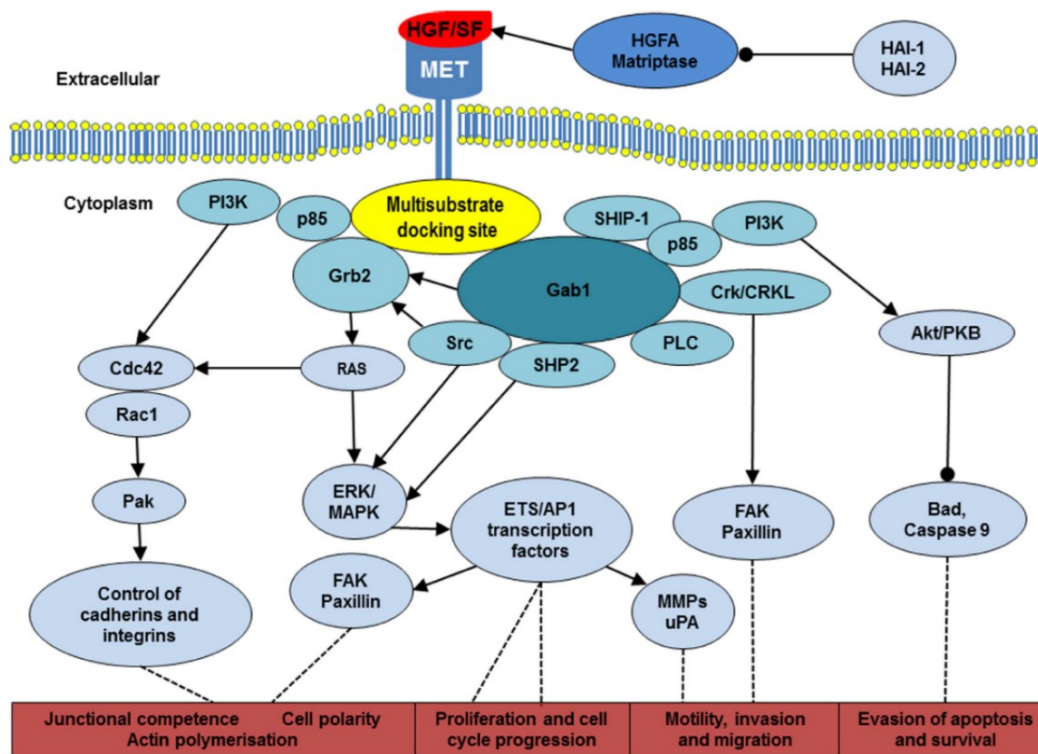 HGF/SF
MET
HGFA
Matriptase
HAI-1
HAI-2
Extracellular
Cytoplasm
PI3K
p85
Multisubstrate
docking site
SHIP-1
p85
PI3K
Grb2
Gab1
Crk/CRKL
Src
SHP2
PLC
Akt/PKB
Cdc42
RAS
Rac1
Pak
ERK/
MAPK
ETS/AP1
transcription
factors
FAK
Paxillin
Bad,
Caspase 9
Control of
cadherins and
integrins
FAK
Paxillin
MMPs
uPA
Junctional competence
Cell polarity
Actin polymerisation
Proliferation and cell
cycle progression
Motility, invasion
and migration
Evasion of apoptosis
and survival